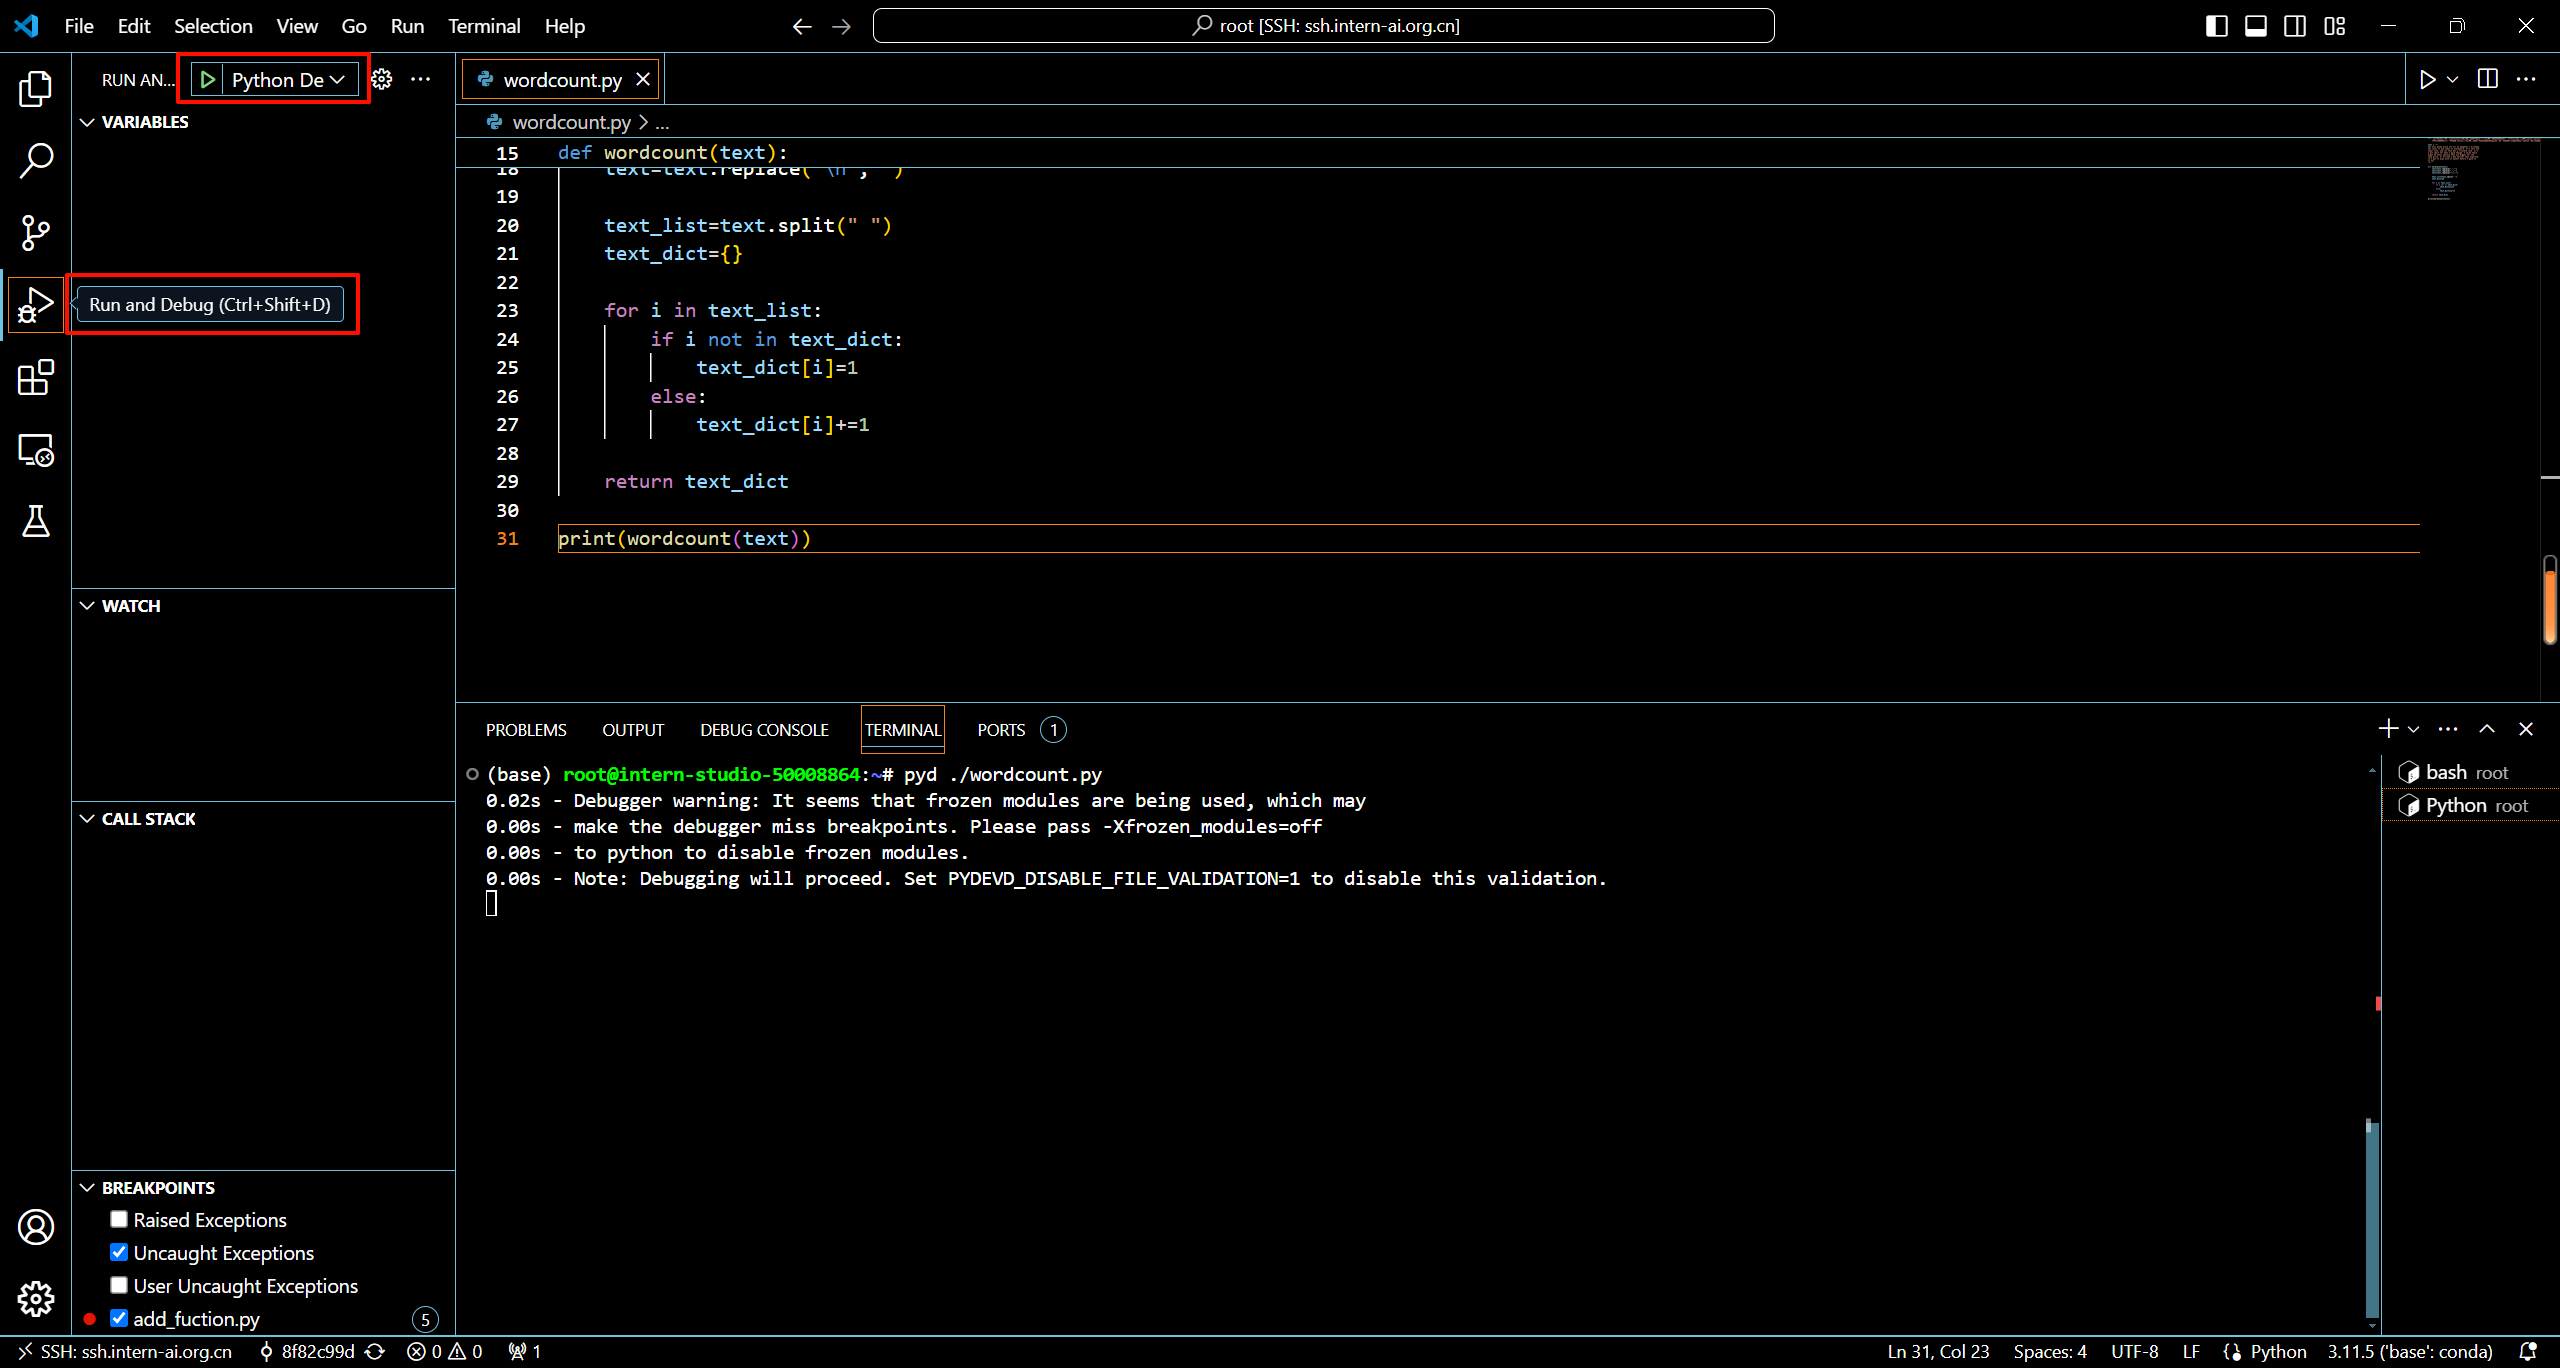 File Edit Selection View Go Run Terminal Help
root [SSH: ssh.intern-ai.org.cn]
RUN AN... Python De
wordcount.py
VARIABLES
wordcount.py > ...
15 def wordcount(text):
18 text=text.replace("\n",
19
20 text_list=text.split(" ")
21 text_dict={}
22
23 for i in text_list:
24 if i not in text_dict:
25 text_dict[i]=1
26 else:
27 text_dict[i]+=1
28
29 return text_dict
30
31 print(wordcount(text))
Run and Debug (Ctrl+Shift+D)
WATCH
CALL STACK
PROBLEMS OUTPUT DEBUG CONSOLE TERMINAL PORTS 1
(base) root@intern-studio-50008864:~# pyd ./wordcount.py
0.02s - Debugger warning: It seems that frozen modules are being used, which may
0.00s - make the debugger miss breakpoints. Please pass -Xfrozen_modules=off
0.00s - to python to disable frozen modules.
0.00s - Note: Debugging will proceed. Set PYDEVD_DISABLE_FILE_VALIDATION=1 to disable this validation.
bash root
Python root
BREAKPOINTS
Raised Exceptions
Uncaught Exceptions
User Uncaught Exceptions
add_fuction.py 5
SSH: ssh.intern-ai.org.cn 8f82c99d 0 0 1
Ln 31, Col 23 Spaces: 4 UTF-8 LF Python 3.11.5 ('base': conda)